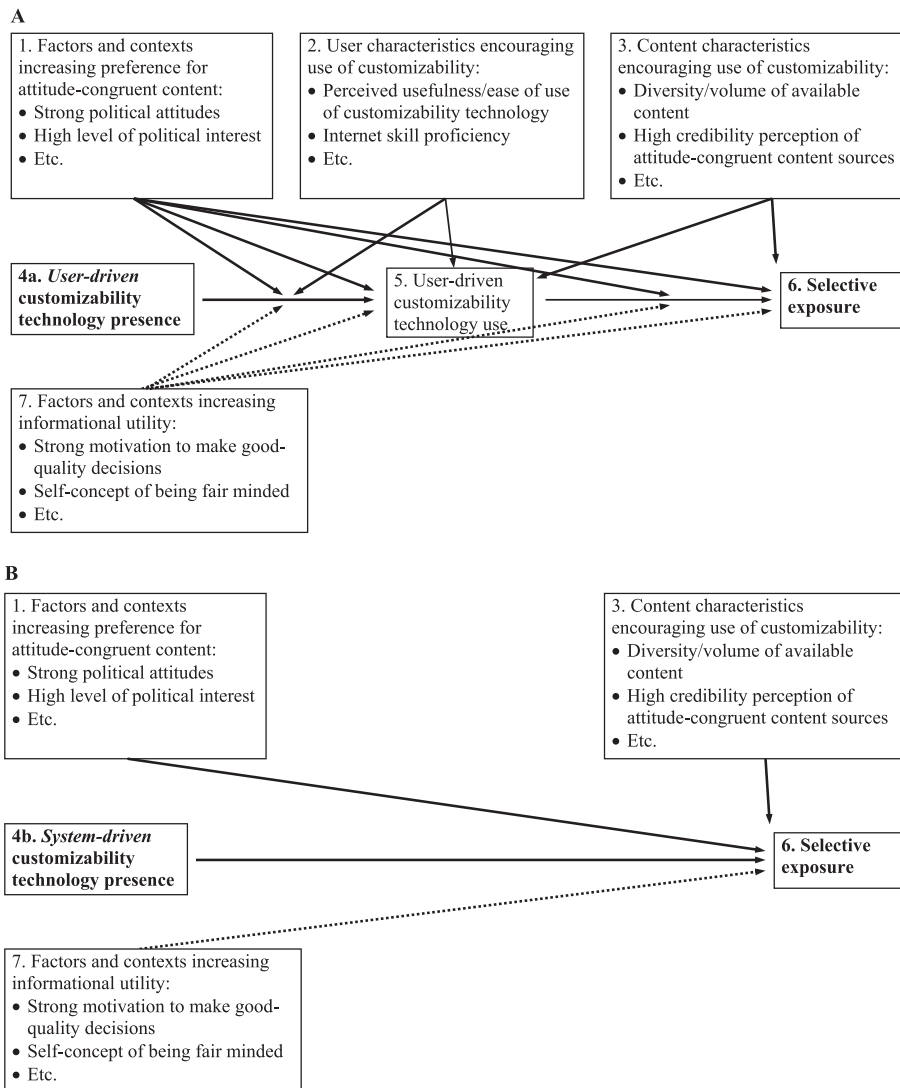 A
1. Factors and contexts
increasing preference for
attitude-congruent content:
• Strong political attitudes
• High level of political interest
• Etc.
2. User characteristics encouraging
use of customizability:
• Perceived usefulness/ease of use
of customizability technology
• Internet skill proficiency
• Etc.
3. Content characteristics
encouraging use of customizability:
• Diversity/volume of available
content
• High credibility perception of
attitude-congruent content sources
• Etc.
4a. User-driven
customizability
technology presence
5. User-driven
customizability
technology use
6. Selective
exposure
7. Factors and contexts increasing
informational utility:
• Strong motivation to make good-
quality decisions
• Self-concept of being fair minded
• Etc.
B
1. Factors and contexts
increasing preference for
attitude-congruent content:
• Strong political attitudes
• High level of political interest
• Etc.
3. Content characteristics
encouraging use of customizability:
• Diversity/volume of available
content
• High credibility perception of
attitude-congruent content sources
• Etc.
4b. System-driven
customizability
technology presence
6. Selective
exposure
7. Factors and contexts increasing
informational utility:
• Strong motivation to make good-
quality decisions
• Self-concept of being fair minded
• Etc.